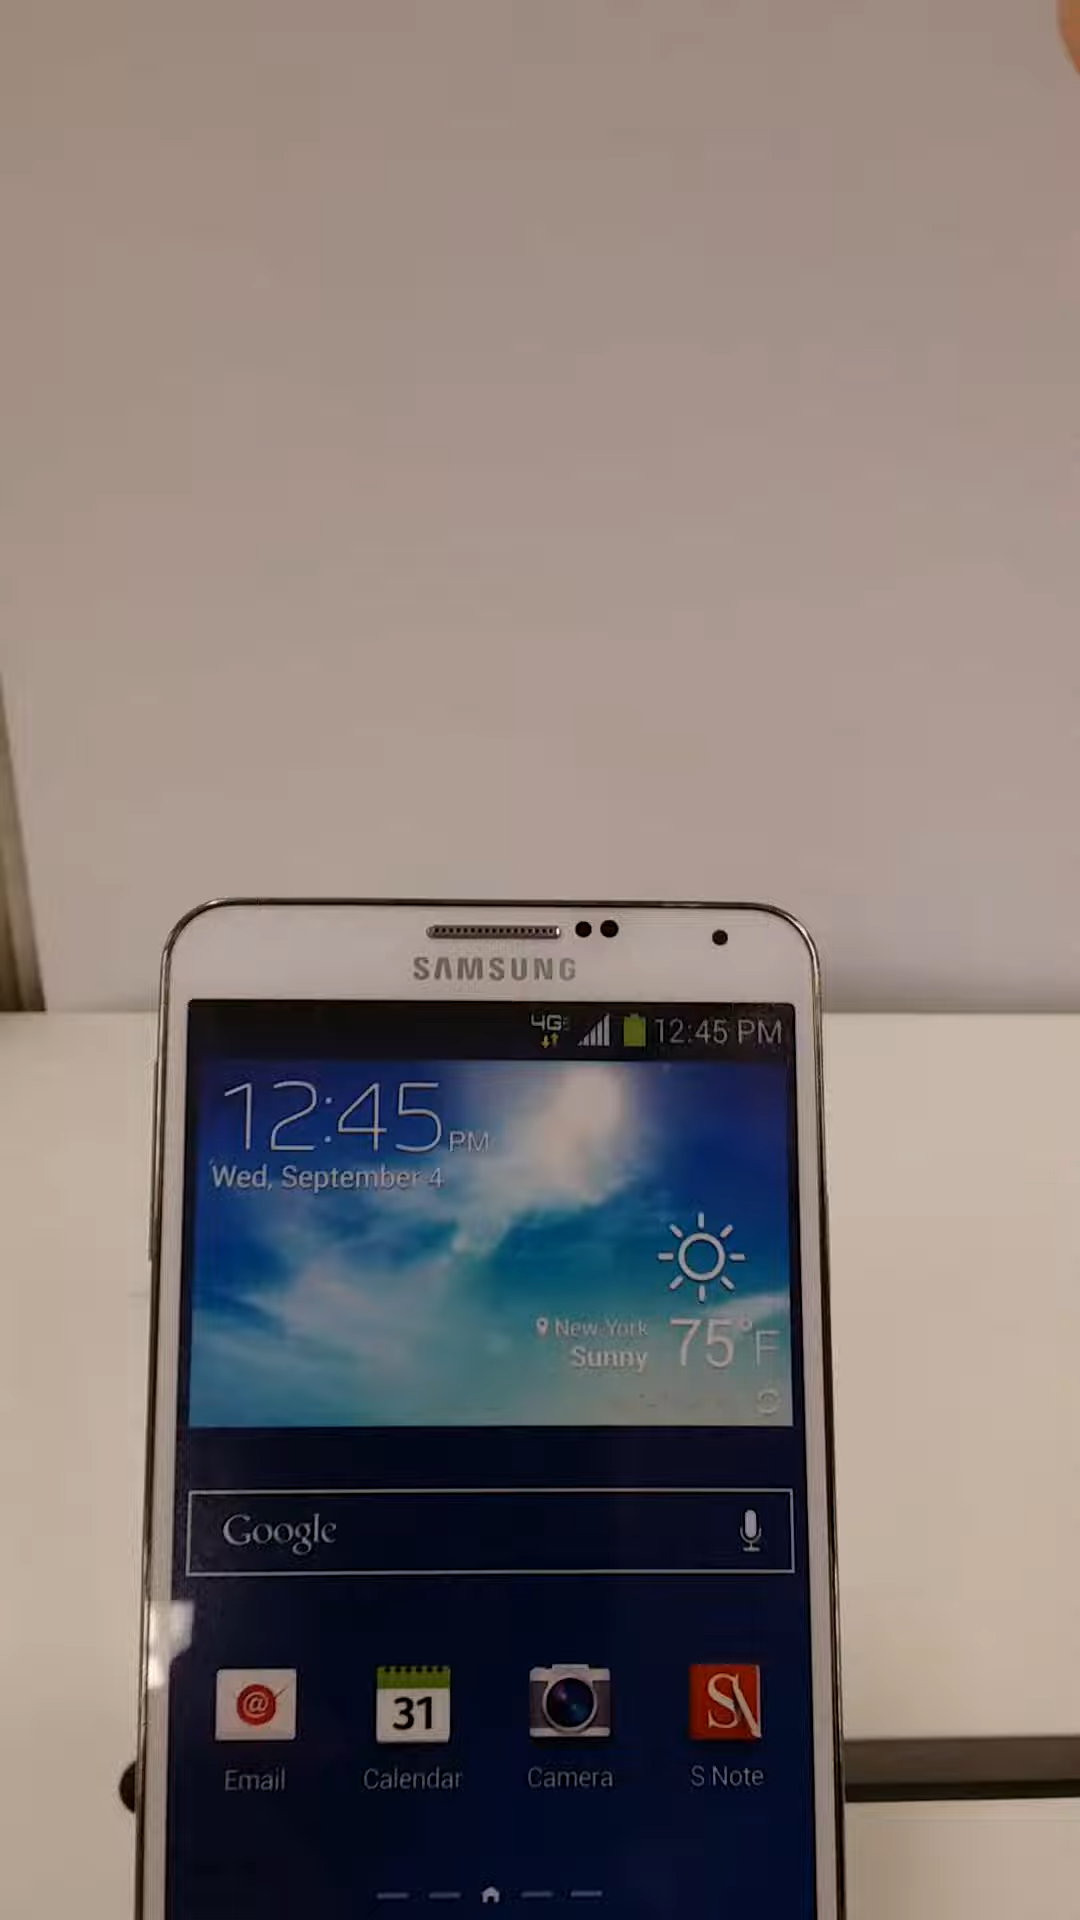 SAMSUNG
4G 12:45 PM
12:45 PM
Wed, September 4
New York
Sunny
75°F
Google
@
31
S
Email Calendar Camera S Note